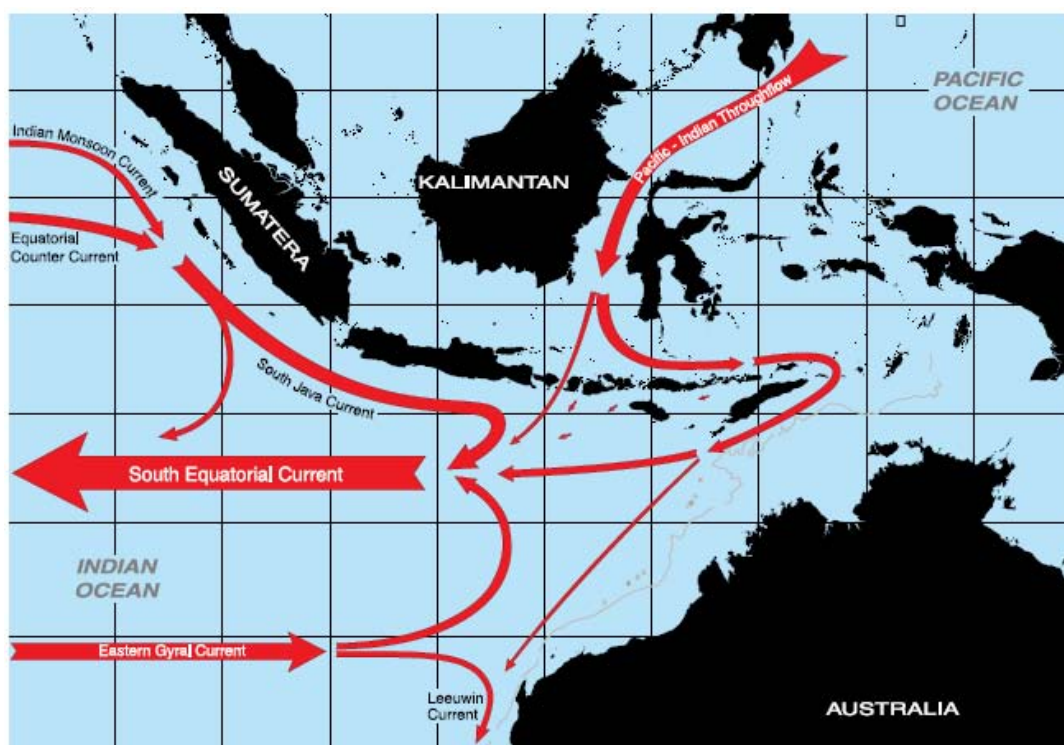 PACIFIC
OCEAN
Pacific - Indian Throughflow
Indian Monsoon Current
SUMATERA
KALIMANTAN
Equatorial
Counter Current
South Java Current
South Equatorial Current
INDIAN
OCEAN
Eastern Gyral Current
Leeuwin
Current
AUSTRALIA